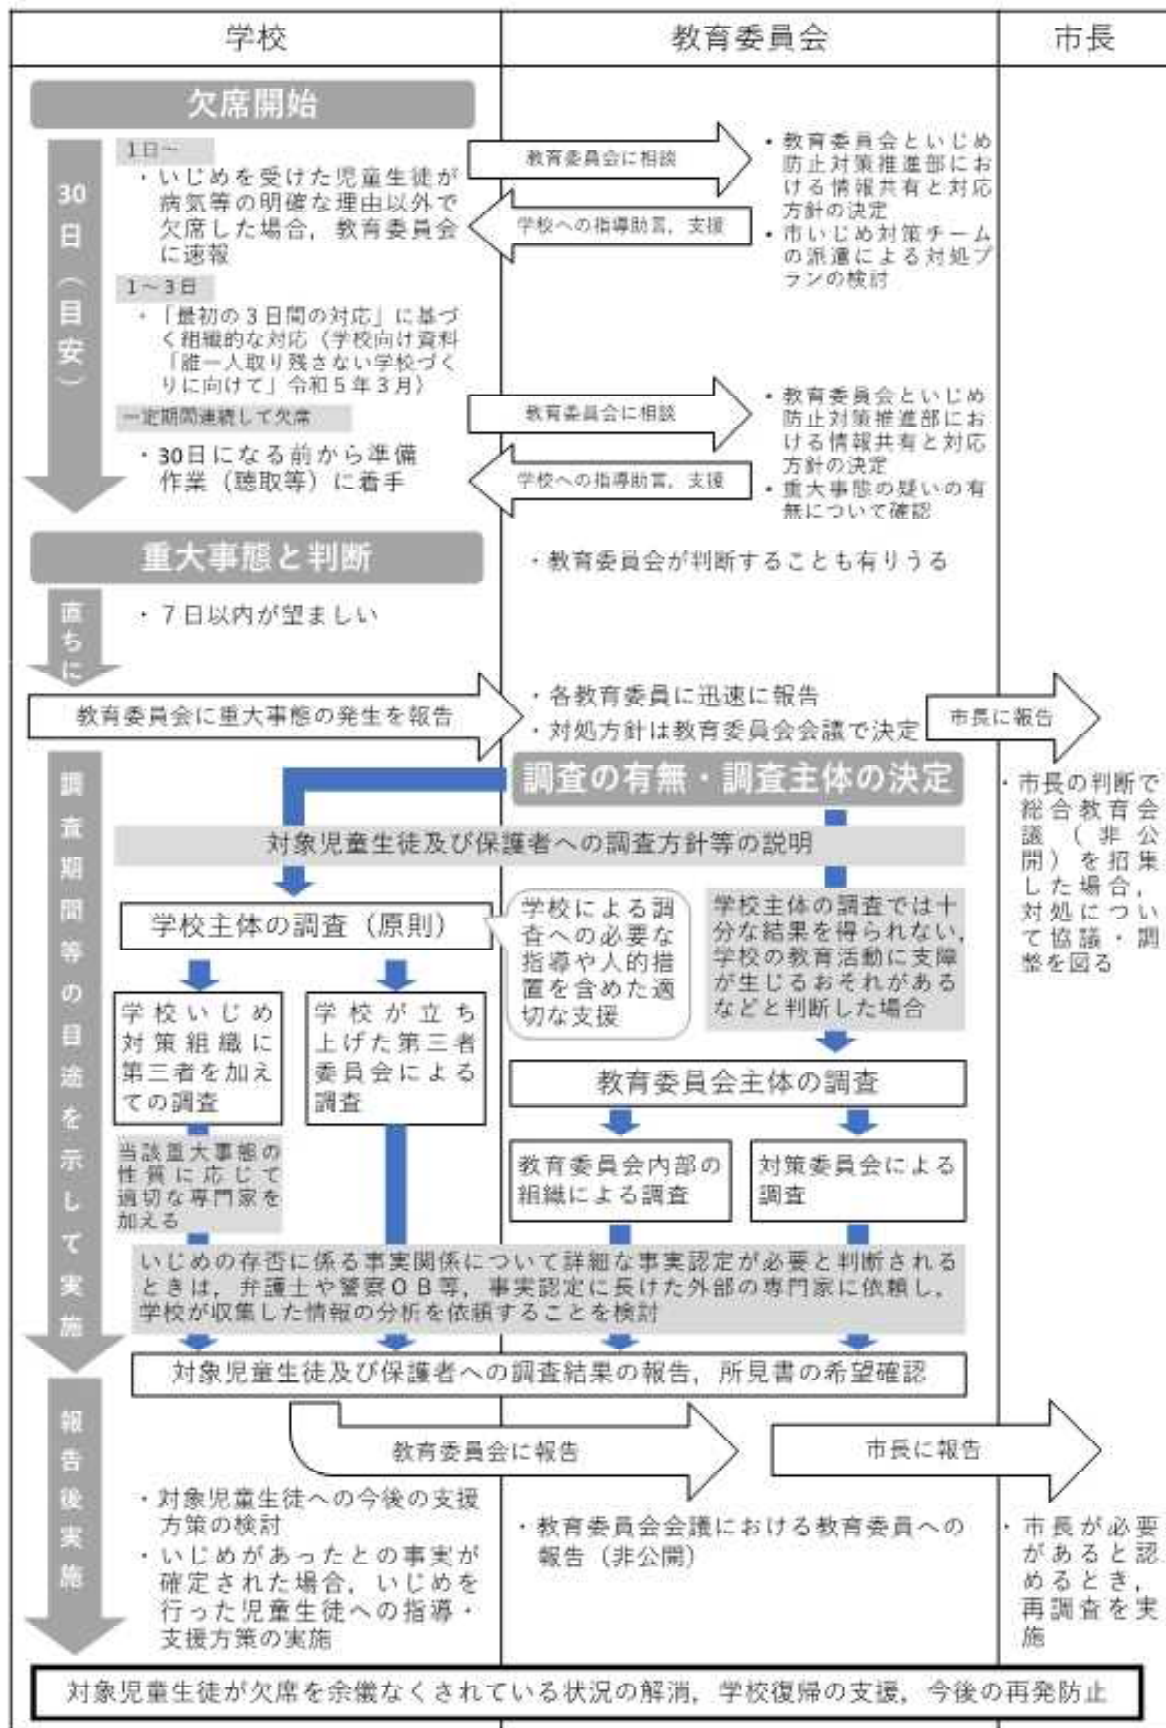 学校
教育委員会
市長
欠席開始
30日（目安）
1日～
・いじめを受けた児童生徒が
病気等の明確な理由以外で
欠席した場合，教育委員会
に速報
教育委員会に相談
学校への指導助言，支援
・教育委員会といじめ
防止対策推進部にお
ける情報共有と対応
方針の決定
・市いじめ対策チーム
の派遣による対処プ
ランの検討
1～3日
・「最初の3日間の対応」に基づ
く組織的な対応（学校向け資料
「誰一人取り残さない学校づく
りに向けて」令和5年3月）
一定期間連続して欠席
・30日になる前から準備
作業（聴取等）に着手
教育委員会に相談
学校への指導助言，支援
・教育委員会といじめ
防止対策推進部にお
ける情報共有と対応
方針の決定
・重大事態の疑いの有
無について確認
重大事態と判断
・教育委員会が判断することも有りうる
直ちに
・7日以内が望ましい
教育委員会に重大事態の発生を報告
・各教育委員に迅速に報告
・対処方針は教育委員会会議で決定
市長に報告
調査期間等の目途を示して実施
調査の有無・調査主体の決定
・市長の判断で
総合教育会
議（非公
開）を招集
した場合，
対処につい
て協議・調
整を図る
対象児童生徒及び保護者への調査方針等の説明
学校主体の調査（原則）
学校による調
査への必要な
指導や人的措
置を含めた適
切な支援
学校主体の調査では十
分な結果を得られない，
学校の教育活動に支障
が生じるおそれがある
などと判断した場合
学校いじめ
対策組織に
第三者を加え
ての調査
学校が立ち
上げた第三者
委員会による
調査
教育委員会主体の調査
当該重大事態の
性質に応じて
適切な専門家を
加える
教育委員会内部の
組織による調査
対策委員会による
調査
いじめの存否に係る事実関係について詳細な事実認定が必要と判断される
ときは，弁護士や警察OB等，事実認定に長けた外部の専門家に依頼し，
学校が収集した情報の分析を依頼することを検討
対象児童生徒及び保護者への調査結果の報告，所見書の希望確認
報告後実施
教育委員会に報告
市長に報告
・対象児童生徒への今後の支援
方策の検討
・いじめがあったとの事実が
確定された場合，いじめを
行った児童生徒への指導・
支援方策の実施
・教育委員会会議における教育委員への
報告（非公開）
・市長が必要
があると認
めるとき，
再調査を実
施
対象児童生徒が欠席を余儀なくされている状況の解消，学校復帰の支援，今後の再発防止